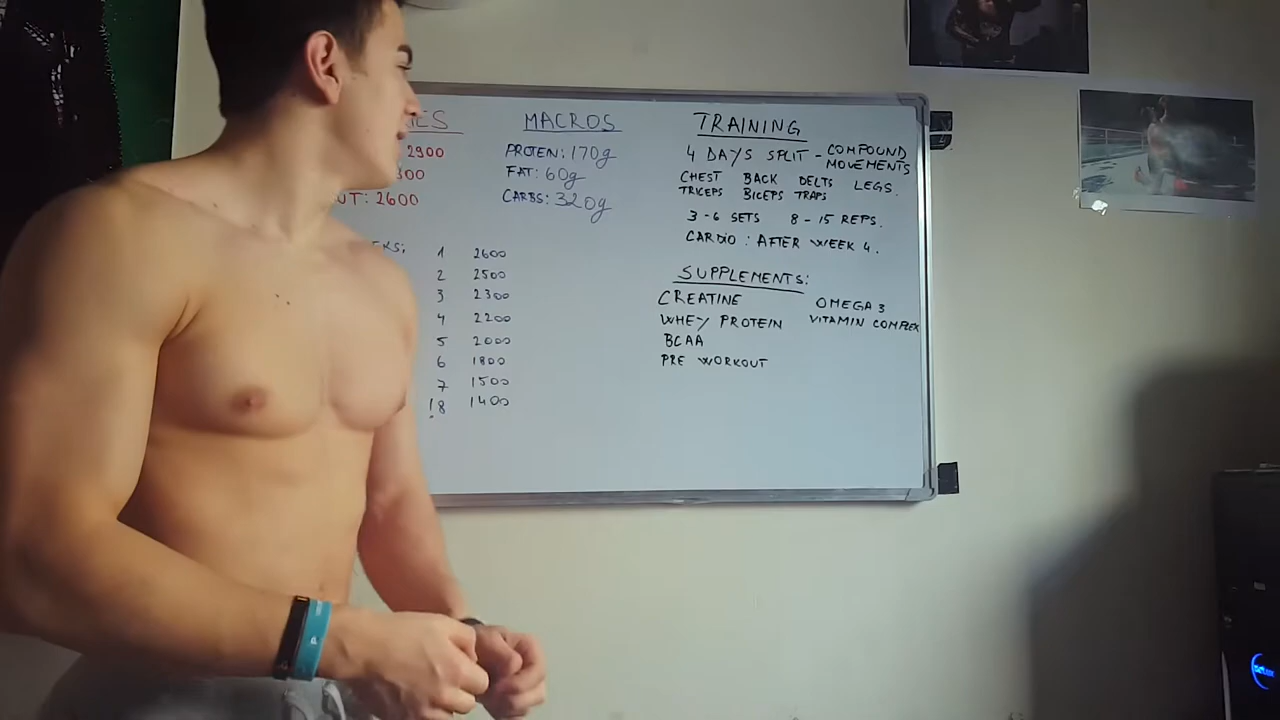 IES
2900
300
UT: 2600
EKS:
1 2600
2 2500
3 2300
4 2200
5 2000
6 1800
7 1500
!8 1400
MACROS
PROTEN: 170g
FAT: 60g
CARBS: 320g
TRAINING
4 DAYS SPLIT - COMPOUND
MOVEMENTS
CHEST BACK DELTS LEGS.
TRICEPS BICEPS TRAPS
3-6 SETS 8-15 REPS.
CARDIO: AFTER WEEK 4.
SUPPLEMENTS:
CREATINE OMEGA 3
WHEY PROTEIN VITAMIN COMPLEX
BCAA
PRE WORKOUT